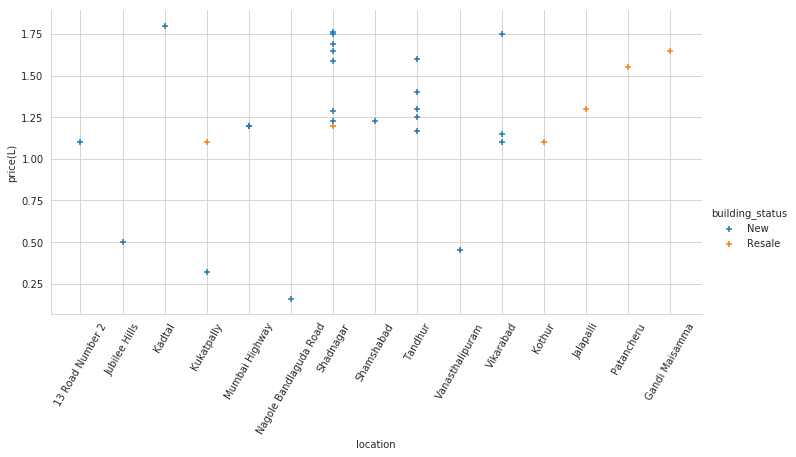 1.75
1.50
1.25
1.00
0.75
0.50
0.25
price(L)
13 Road Number 2
Jubilee Hills
Kadtal
Kukatpally
Mumbai Highway
Nagole Bandlaguda Road
Shadnagar
Shamshabad
Tandhur
Vanasthalipuram
Vikarabad
Kothur
Jalapalli
Patancheru
Gandi Maisamma
location
building_status
New
Resale